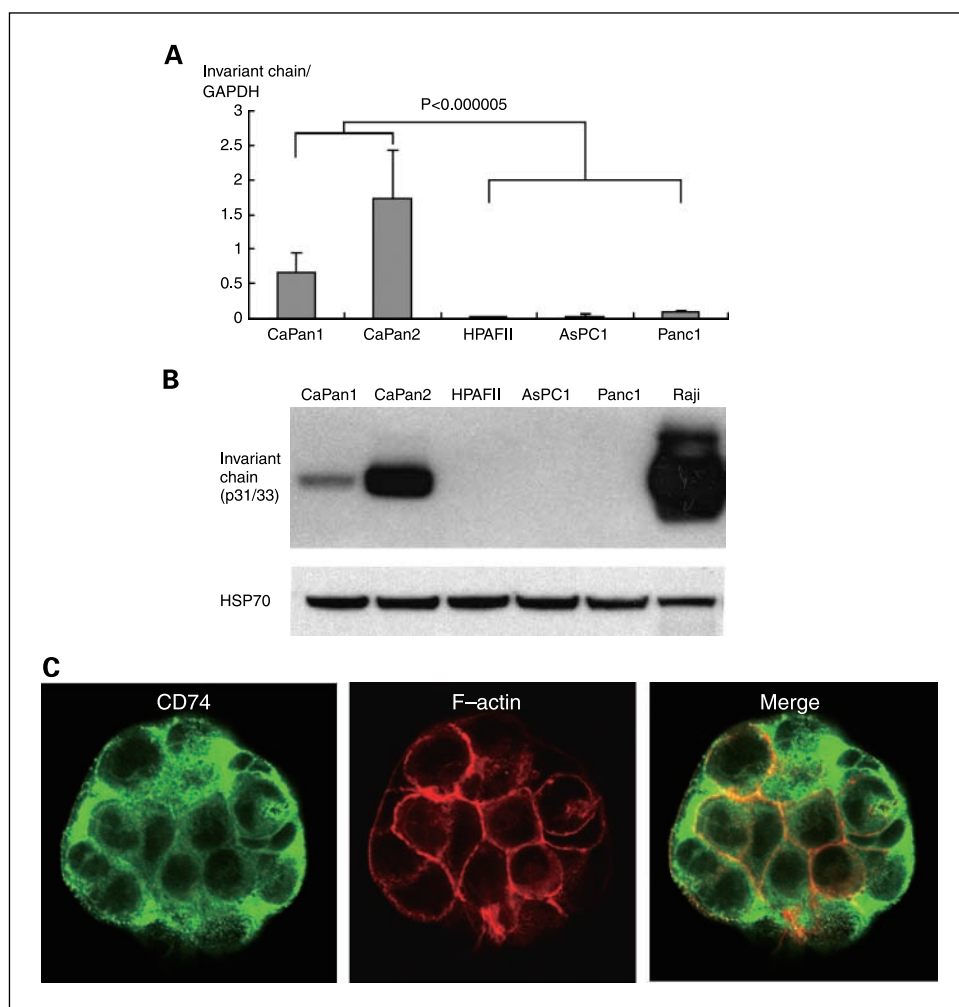 A
Invariant chain/
GAPDH
P<0.000005
3
2.5
2
1.5
1
0.5
0
CaPan1 CaPan2 HPAFII AsPC1 Panc1
B
CaPan1 CaPan2 HPAFII AsPC1 Panc1 Raji
Invariant
chain
(p31/33)
HSP70
C
CD74 F–actin Merge